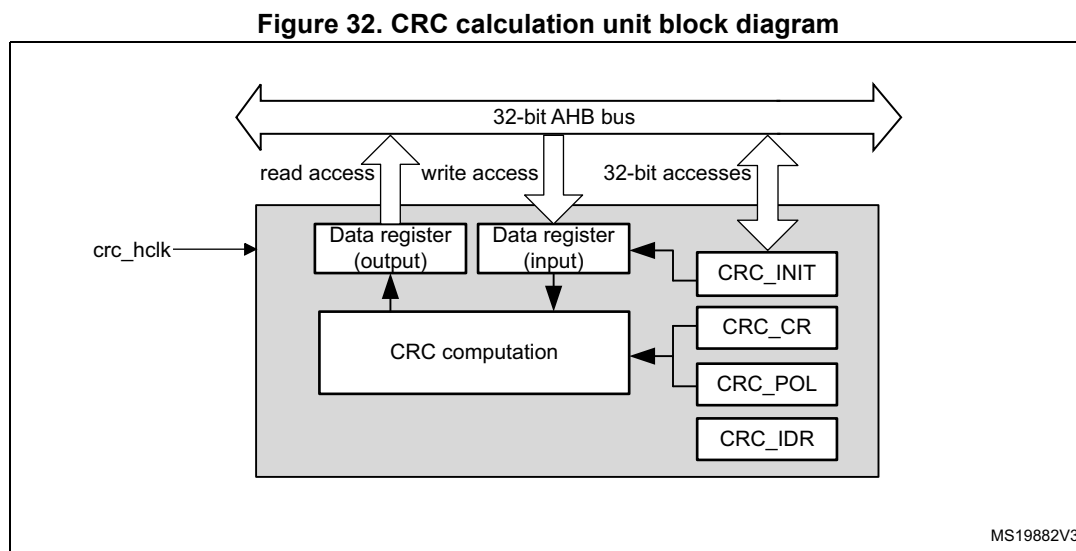 Figure 32. CRC calculation unit block diagram
32-bit AHB bus
read access
write access
32-bit accesses
crc_hclk
Data register
(output)
Data register
(input)
CRC_INIT
CRC computation
CRC_CR
CRC_POL
CRC_IDR
MS19882V3